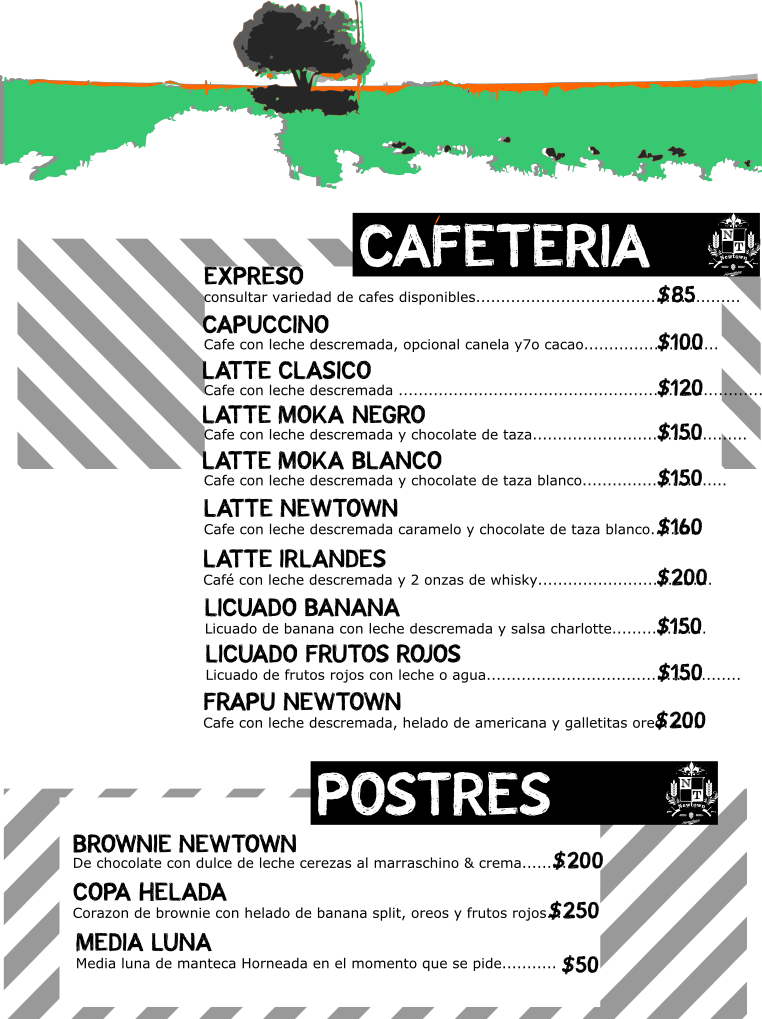 CAFETERIA
N T
Newtown
EXPRESO
consultar variedad de cafes disponibles.....................................................$85
CAPUCCINO
Cafe con leche descremada, opcional canela y7o cacao...........................$100
LATTE CLASICO
Cafe con leche descremada .........................................................................$120
LATTE MOKA NEGRO
Cafe con leche descremada y chocolate de taza...........................................$150
LATTE MOKA BLANCO
Cafe con leche descremada y chocolate de taza blanco.............................$150
LATTE NEWTOWN
Cafe con leche descremada caramelo y chocolate de taza blanco..........$160
LATTE IRLANDES
Café con leche descremada y 2 onzas de whisky...................................$200
LICUADO BANANA
Licuado de banana con leche descremada y salsa charlotte...................$150
LICUADO FRUTOS ROJOS
Licuado de frutos rojos con leche o agua...................................................$150
FRAPU NEWTOWN
Cafe con leche descremada, helado de americana y galletitas ore $200
POSTRES
N T
Newtown
BROWNIE NEWTOWN
De chocolate con dulce de leche cerezas al marraschino & crema..........$200
COPA HELADA
Corazon de brownie con helado de banana split, oreos y frutos rojos..$250
MEDIA LUNA
Media luna de manteca Horneada en el momento que se pide........... $50